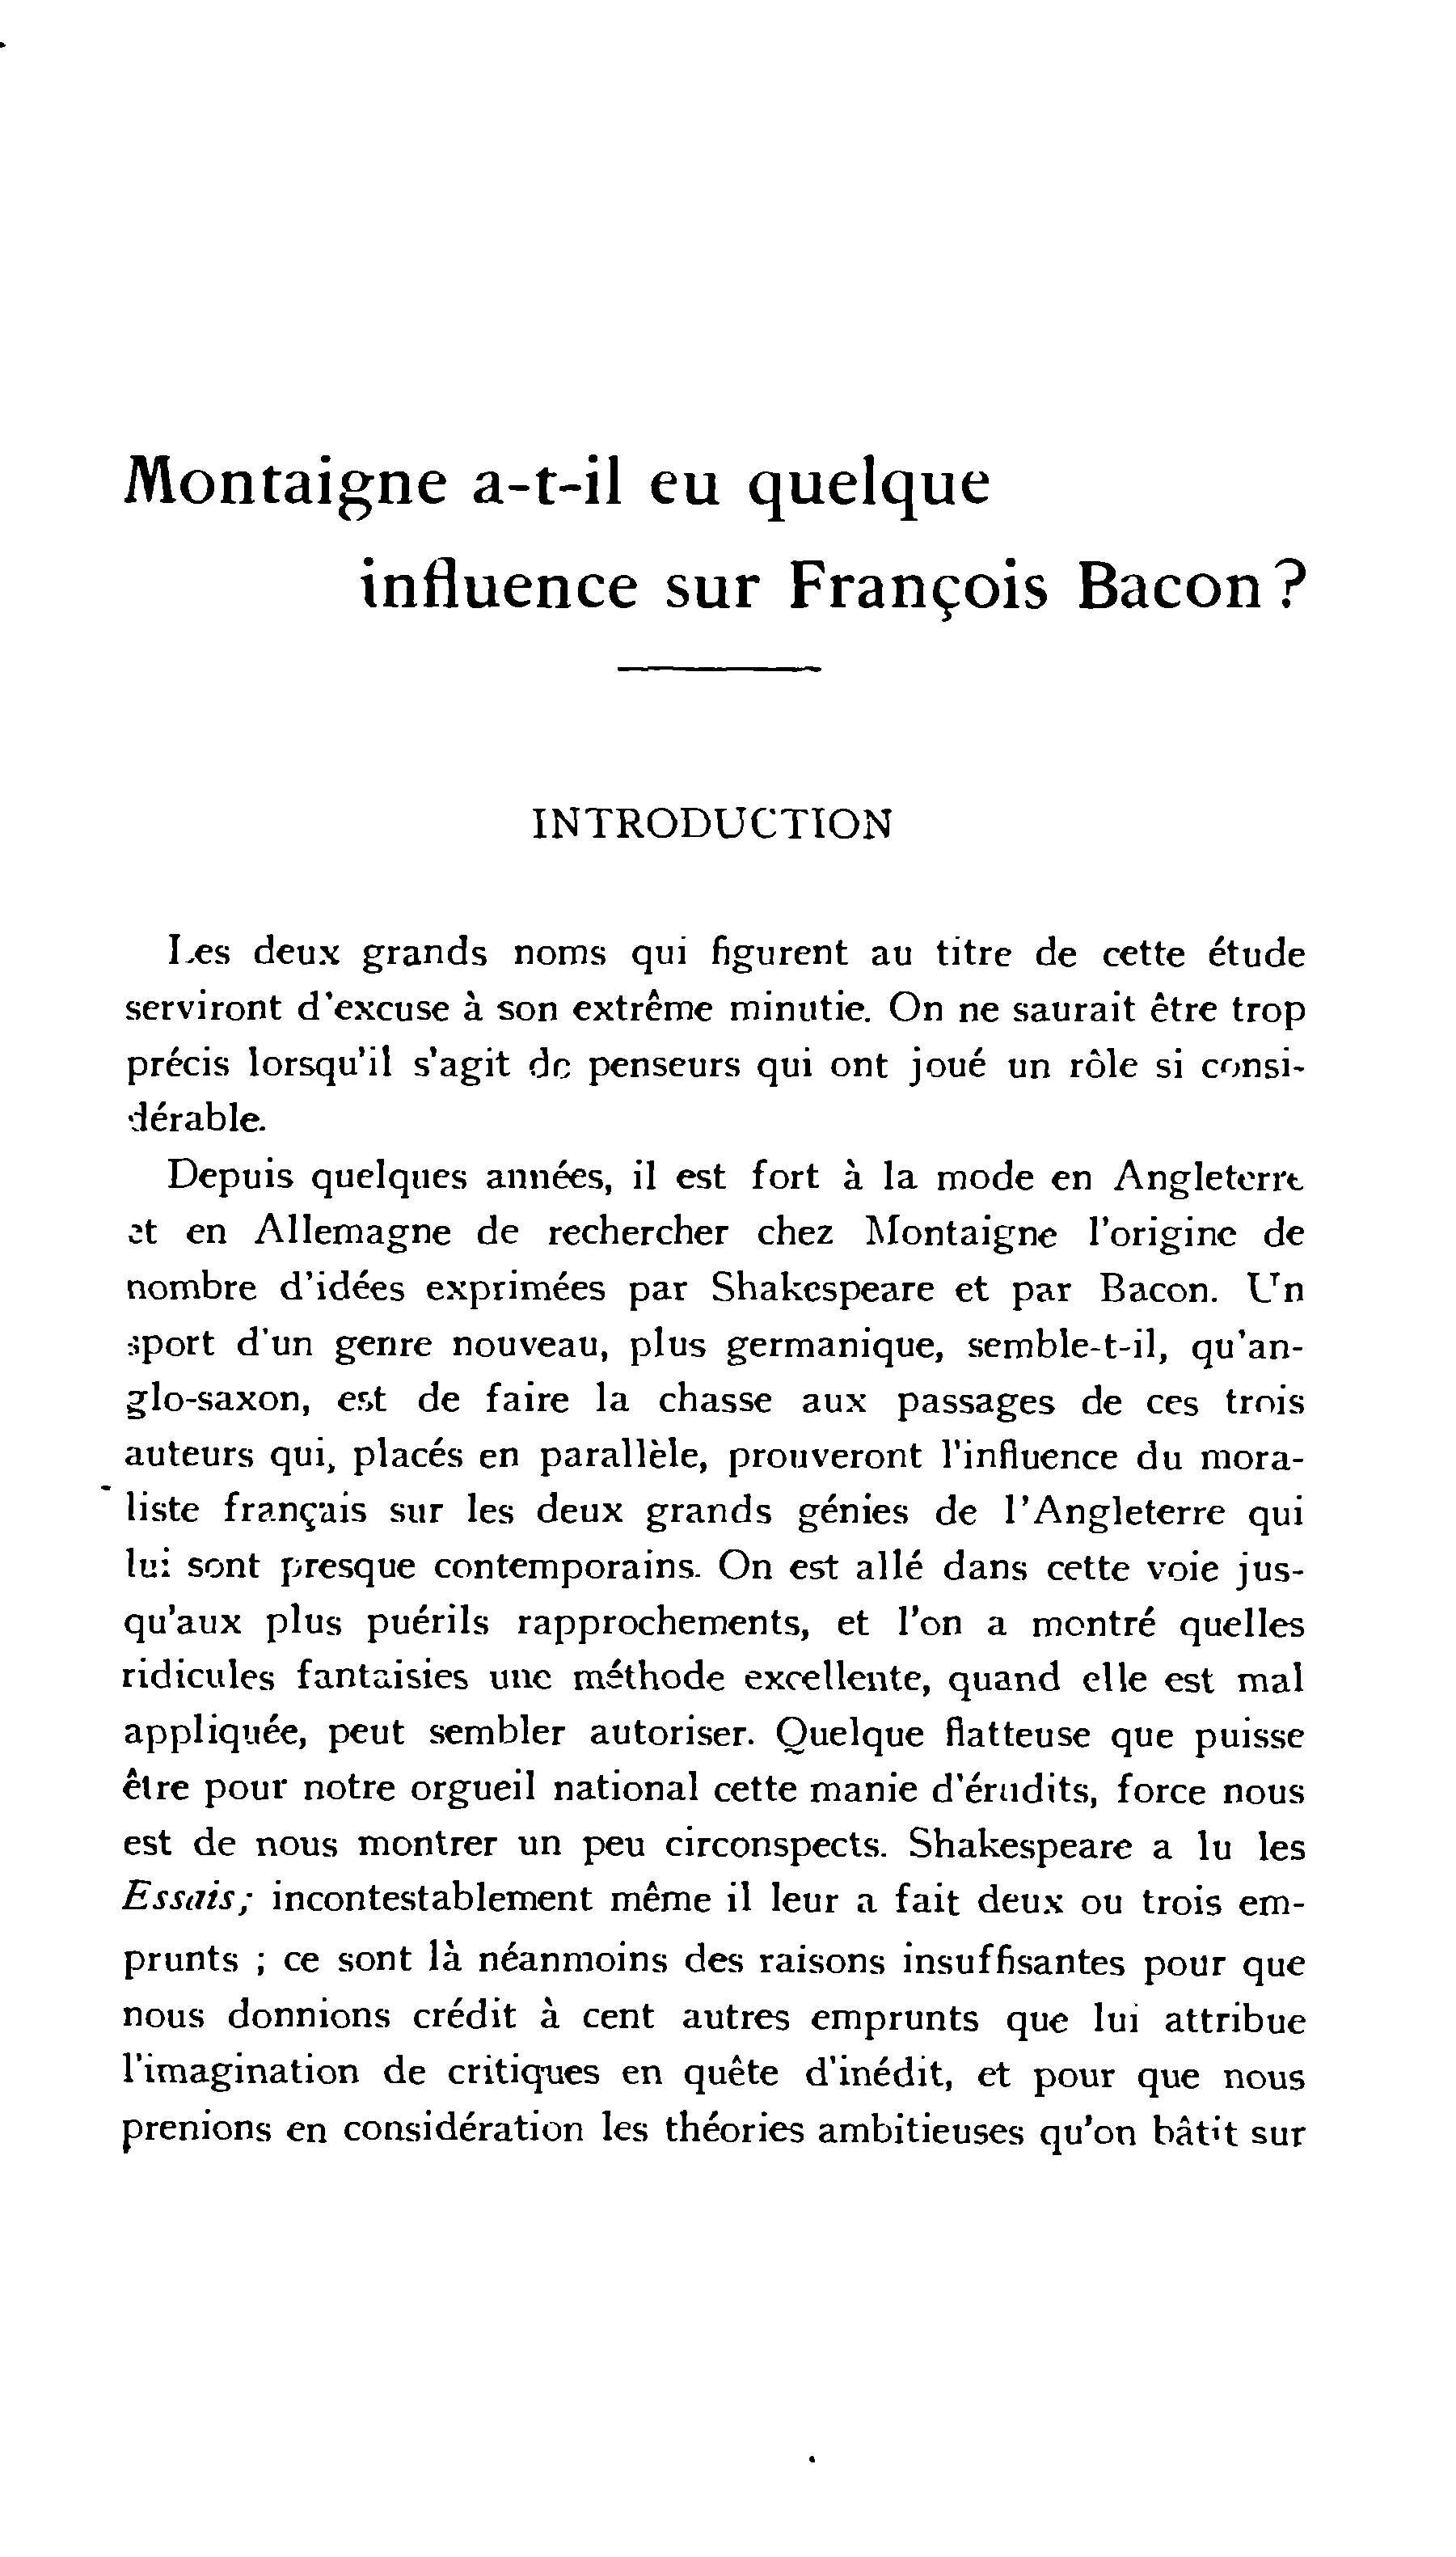 Montaigne a-t-il eu quelque
influence sur François Bacon ?
INTRODUCTION
Les deux grands noms qui figurent au titre de cette étude
serviront d'excuse à son extrême minutie. On ne saurait être trop
précis lorsqu'il s'agit de penseurs qui ont joué un rôle si consi-
dérable.
Depuis quelques années, il est fort à la mode en Angleterre
et en Allemagne de rechercher chez Montaigne l'origine de
nombre d'idées exprimées par Shakespeare et par Bacon. Un
sport d'un genre nouveau, plus germanique, semble-t-il, qu'an-
glo-saxon, est de faire la chasse aux passages de ces trois
auteurs qui, placés en parallèle, prouveront l'influence du mora-
liste français sur les deux grands génies de l'Angleterre qui
lui sont presque contemporains. On est allé dans cette voie jus-
qu'aux plus puérils rapprochements, et l'on a montré quelles
ridicules fantaisies une méthode excellente, quand elle est mal
appliquée, peut sembler autoriser. Quelque flatteuse que puisse
être pour notre orgueil national cette manie d'érudits, force nous
est de nous montrer un peu circonspects. Shakespeare a lu les
Essais; incontestablement même il leur a fait deux ou trois em-
prunts ; ce sont là néanmoins des raisons insuffisantes pour que
nous donnions crédit à cent autres emprunts que lui attribue
l'imagination de critiques en quête d'inédit, et pour que nous
prenions en considération les théories ambitieuses qu'on bâtit sur